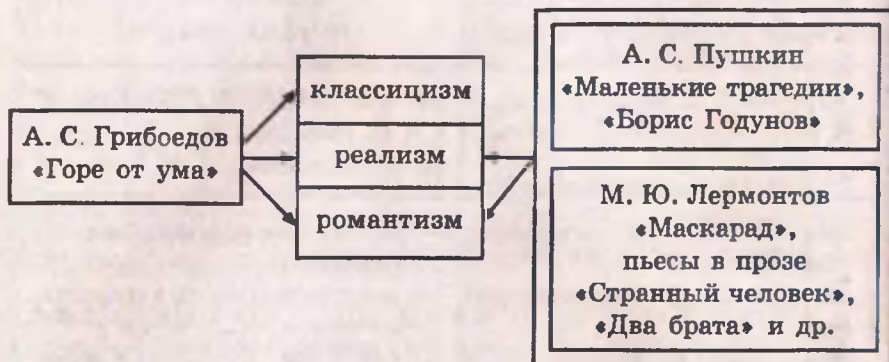 А. С. Грибоедов
«Горе от ума»
классицизм
реализм
романтизм
А. С. Пушкин
«Маленькие трагедии»,
«Борис Годунов»
М. Ю. Лермонтов
«Маскарад»,
пьесы в прозе
«Странный человек»,
«Два брата» и др.